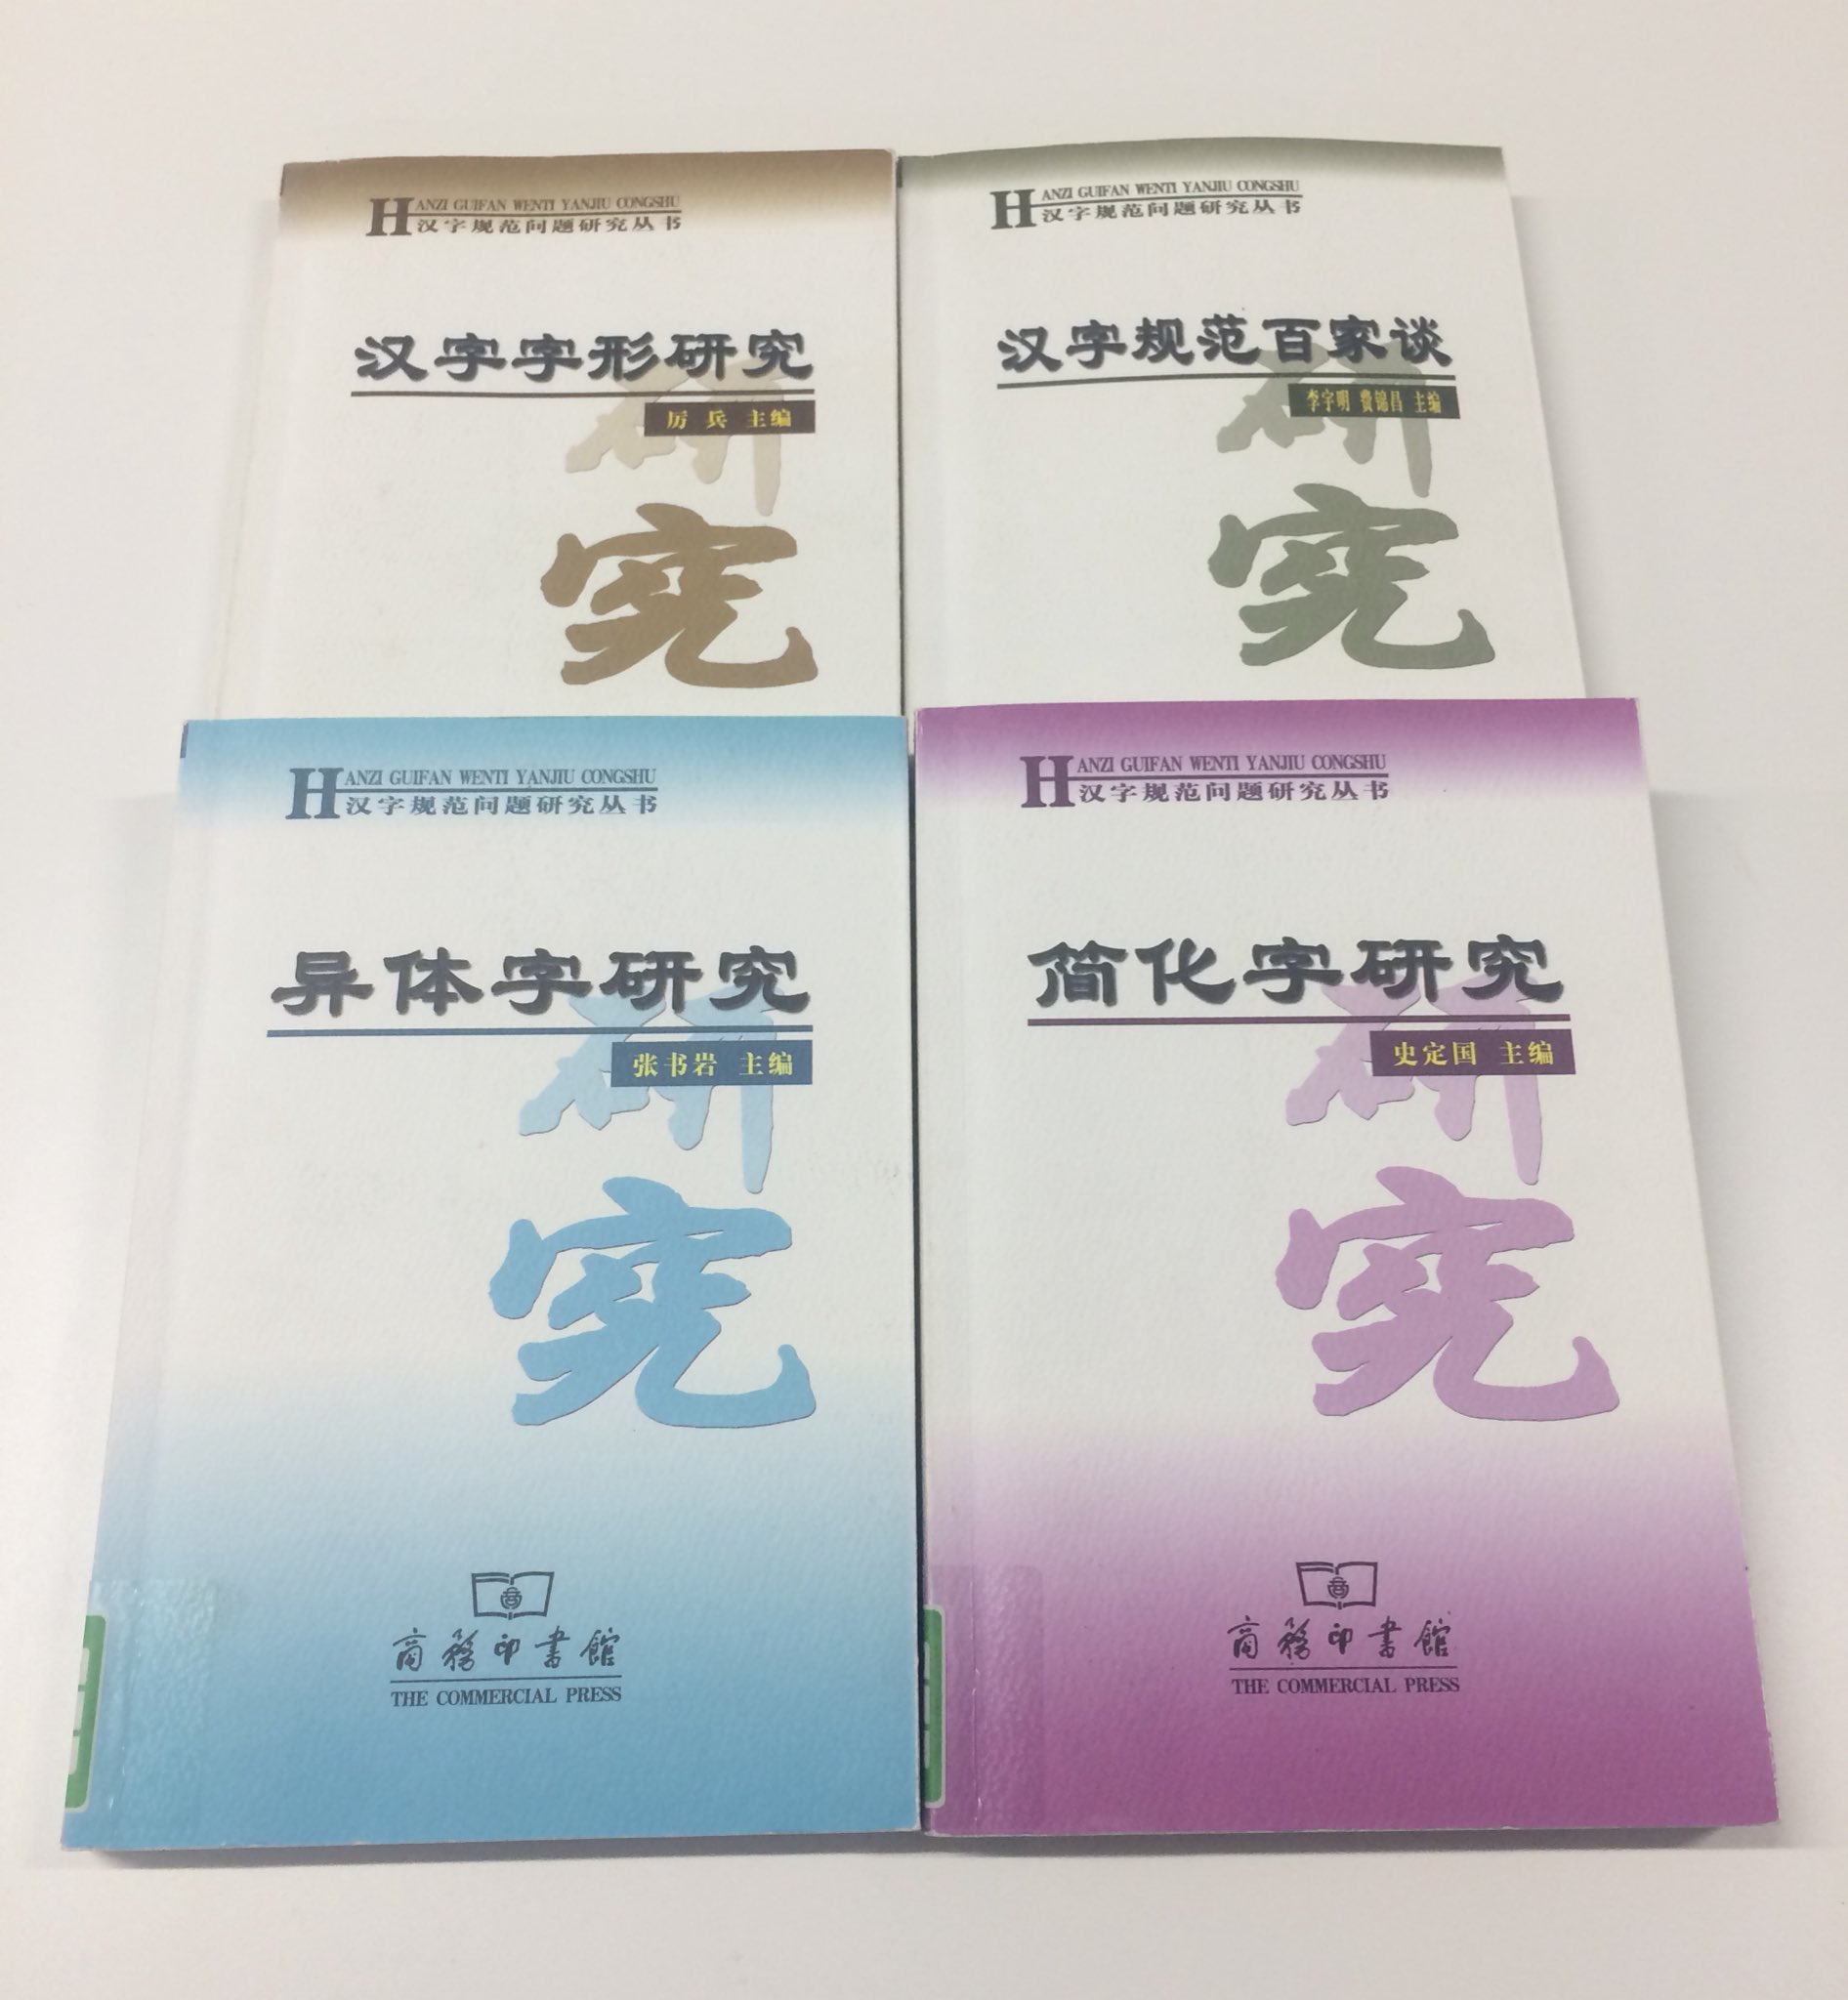 HANZI GUIFAN WENTI YANJIU CONGSHU
汉字规范问题研究丛书
汉字字形研究
厉兵 主编
研
究
HANZI GUIFAN WENTI YANJIU CONGSHU
汉字规范问题研究丛书
汉字规范百家谈
李宇明 费锦昌 主编
研
究
HANZI GUIFAN WENTI YANJIU CONGSHU
汉字规范问题研究丛书
异体字研究
张书岩 主编
研
究
商
商務印書館
THE COMMERCIAL PRESS
HANZI GUIFAN WENTI YANJIU CONGSHU
汉字规范问题研究丛书
简化字研究
史定国 主编
研
究
商
商務印書館
THE COMMERCIAL PRESS